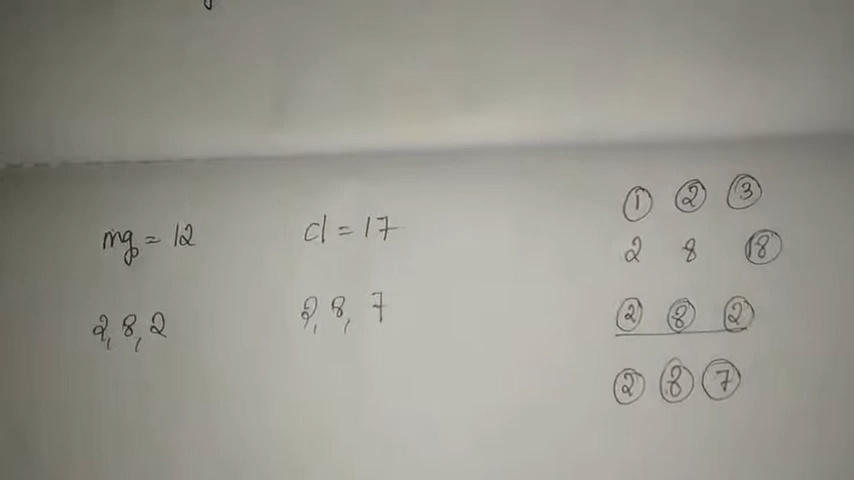 mg = 12
cl = 17
2, 8, 2
2, 8, 7
1 2 3
2 8 18
2 8 2
2 8 7